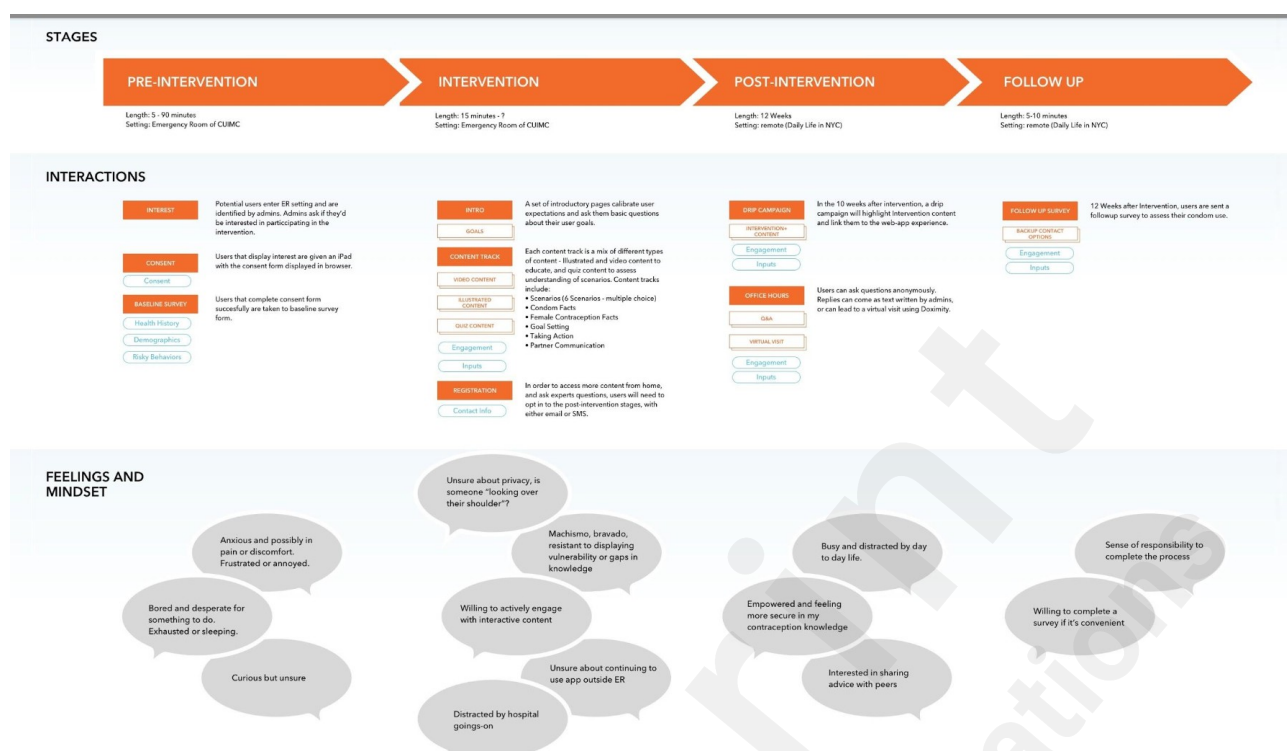 STAGES
PRE-INTERVENTION
Length: 5 - 90 minutes
Setting: Emergency Room of CUIMC
INTERVENTION
Length: 15 minutes - ?
Setting: Emergency Room of CUIMC
POST-INTERVENTION
Length: 12 Weeks
Setting: remote (Daily Life in NYC)
FOLLOW UP
Length: 5-10 minutes
Setting: remote (Daily Life in NYC)
INTERACTIONS
INTEREST
Potential users enter ER setting and are
identified by admins. Admins ask if they'd
be interested in particcipating in the
intervention.
CONSENT
Consent
Users that display interest are given an iPad
with the consent form displayed in browser.
BASELINE SURVEY
Health History
Demographics
Risky Behaviors
Users that complete consent form
succesfully are taken to baseline survey
form.
INTRO
GOALS
A set of introductory pages calibrate user
expectations and ask them basic questions
about their user goals.
CONTENT TRACK
VIDEO CONTENT
ILLUSTRATED
CONTENT
QUIZ CONTENT
Engagement
Inputs
Each content track is a mix of different types
of content - Illustrated and video content to
educate, and quiz content to assess
understanding of scenarios. Content tracks
include:
• Scenarios (6 Scenarios - multiple choice)
• Condom Facts
• Female Contraception Facts
• Goal Setting
• Taking Action
• Partner Communication
REGISTRATION
Contact Info
In order to access more content from home,
and ask experts questions, users will need to
opt in to the post-intervention stages, with
either email or SMS.
DRIP CAMPAIGN
INTERVENTION+
CONTENT
Engagement
Inputs
In the 10 weeks after intervention, a drip
campaign will highlight Intervention content
and link them to the web-app experience.
OFFICE HOURS
Q&A
VIRTUAL VISIT
Engagement
Inputs
Users can ask questions anonymously.
Replies can come as text written by admins,
or can lead to a virtual visit using Doximity.
FOLLOW UP SURVEY
BACKUP CONTACT
OPTIONS
Engagement
Inputs
12 Weeks after Intervention, users are sent a
followup survey to assess their condom use.
FEELINGS AND
MINDSET
Anxious and possibly in
pain or discomfort.
Frustrated or annoyed.
Bored and desperate for
something to do.
Exhausted or sleeping.
Curious but unsure
Unsure about privacy, is
someone "looking over
their shoulder"?
Machismo, bravado,
resistant to displaying
vulnerability or gaps in
knowledge
Willing to actively engage
with interactive content
Unsure about continuing to
use app outside ER
Distracted by hospital
goings-on
Busy and distracted by day
to day life.
Empowered and feeling
more secure in my
contraception knowledge
Interested in sharing
advice with peers
Sense of responsibility to
complete the process
Willing to complete a
survey if it's convenient
rint
ations